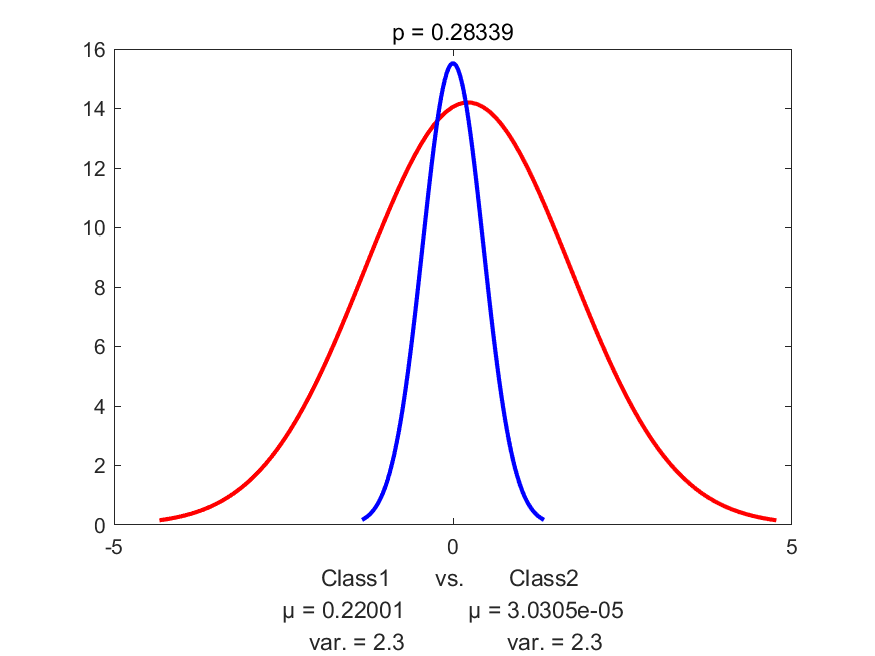 p = 0.28339
16
14
12
10
8
6
4
2
0
-5 0 5
Class1 vs. Class2
μ = 0.22001 μ = 3.0305e-05
var. = 2.3 var. = 2.3